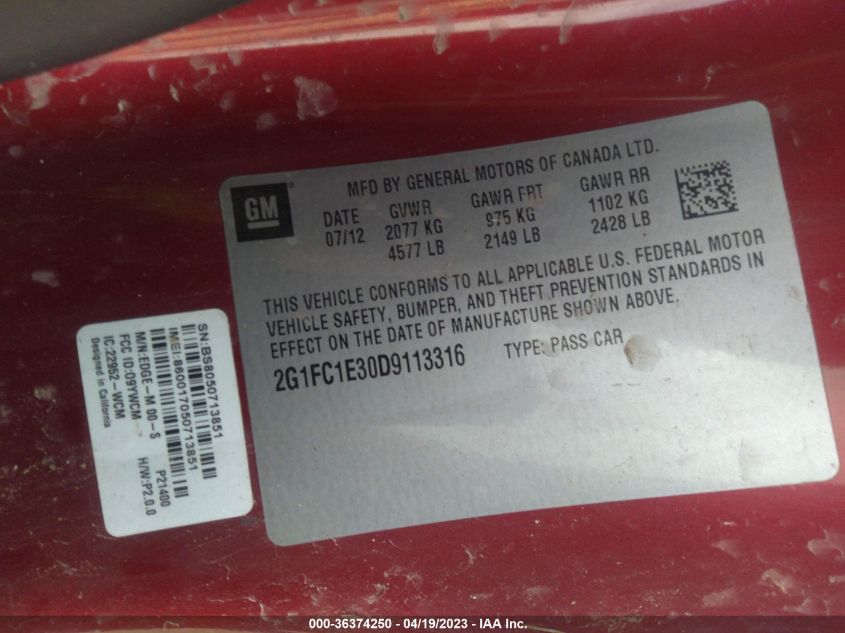 GM
MFD BY GENERAL MOTORS OF CANADA LTD.
DATE GVWR GAWR FRT GAWR RR
07/12 2077 KG 975 KG 1102 KG
4577 LB 2149 LB 2428 LB
THIS VEHICLE CONFORMS TO ALL APPLICABLE U.S. FEDERAL MOTOR
VEHICLE SAFETY, BUMPER, AND THEFT PREVENTION STANDARDS IN
EFFECT ON THE DATE OF MANUFACTURE SHOWN ABOVE.
2G1FC1E30D9113316 TYPE: PASS CAR
SN:BS8050713851
IMEI:860017050713851
M/N:EDGE-M 00-S P21400
FCC ID:09YWCM H/W:P2.0.0
IC:22952-WCM
Designed in California
000-36374250 - 04/19/2023 - IAA Inc.